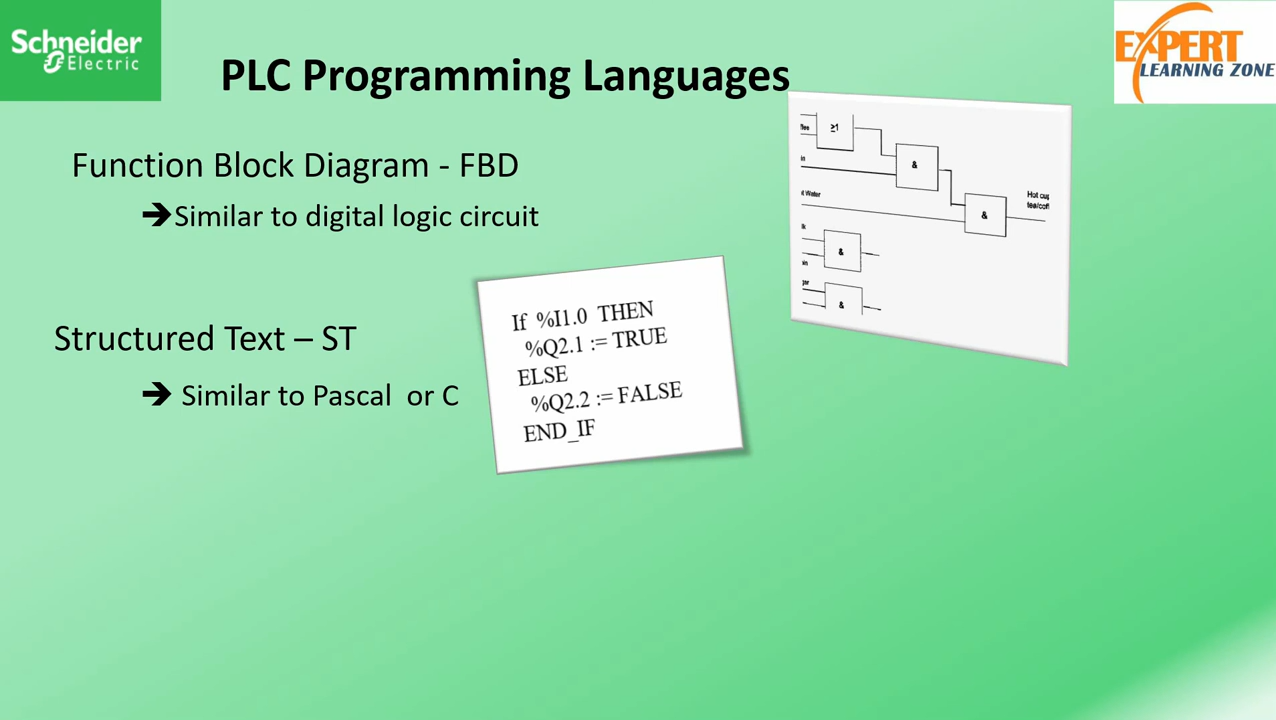 Schneider
Electric
EXPERT
LEARNING ZONE
PLC Programming Languages
Function Block Diagram - FBD
➔Similar to digital logic circuit
≥1
&
&
Hot cup
&
&
&
Structured Text – ST
➔ Similar to Pascal or C
If %I1.0 THEN
%Q2.1 := TRUE
ELSE
%Q2.2 := FALSE
END_IF